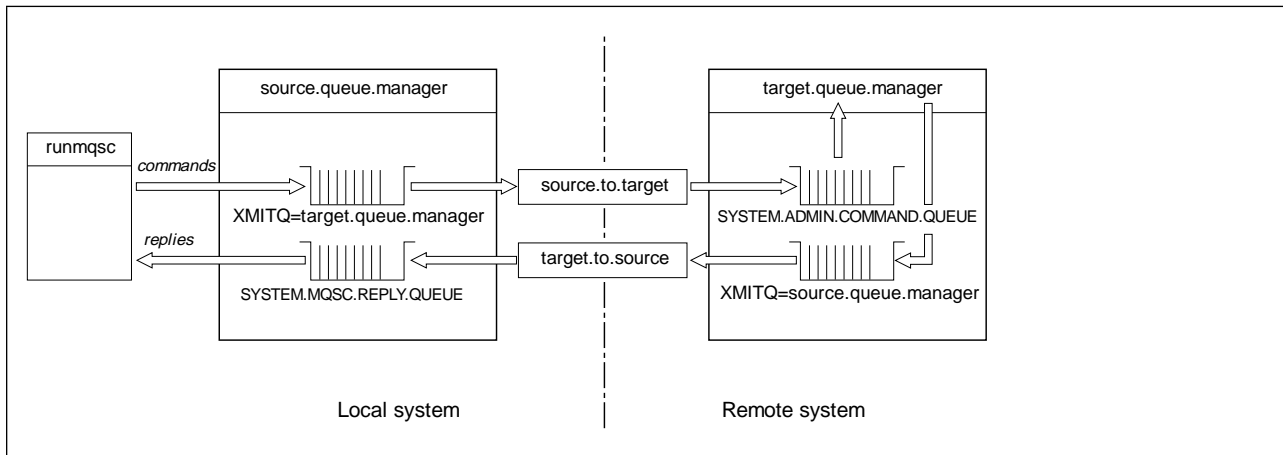 source.queue.manager
target.queue.manager
runmqsc
commands
source.to.target
XMITQ=target.queue.manager
SYSTEM.ADMIN.COMMAND.QUEUE
replies
target.to.source
SYSTEM.MQSC.REPLY.QUEUE
XMITQ=source.queue.manager
Local system
Remote system